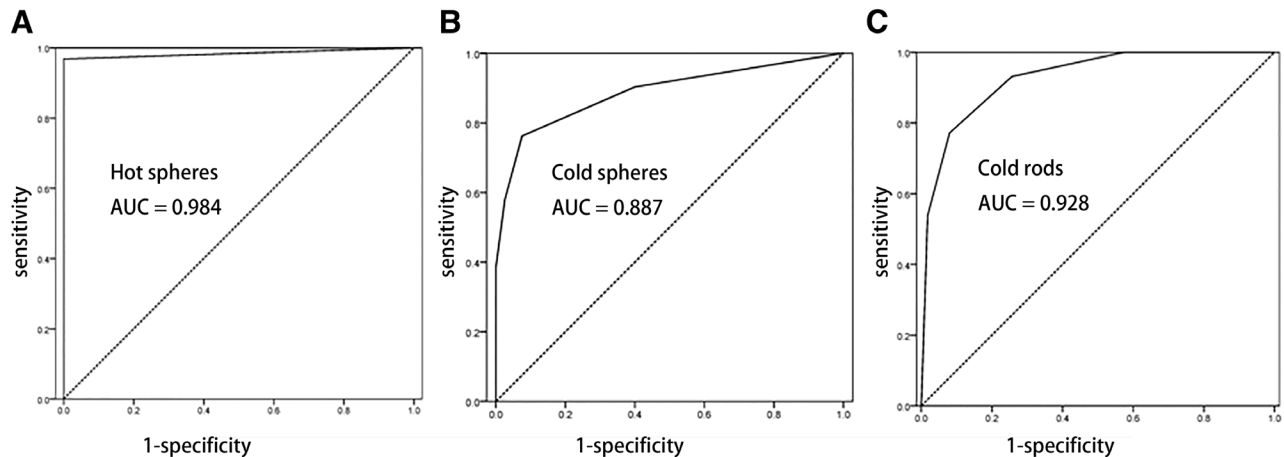 A
1.0
0.8
0.6
0.4
0.2
0.0
sensitivity
Hot spheres
AUC = 0.984
0.0 0.2 0.4 0.6 0.8 1.0
1-specificity
B
1.0
0.8
0.6
0.4
0.2
0.0
sensitivity
Cold spheres
AUC = 0.887
0.0 0.2 0.4 0.6 0.8 1.0
1-specificity
C
1.0
0.8
0.6
0.4
0.2
0.0
sensitivity
Cold rods
AUC = 0.928
0.0 0.2 0.4 0.6 0.8 1.0
1-specificity